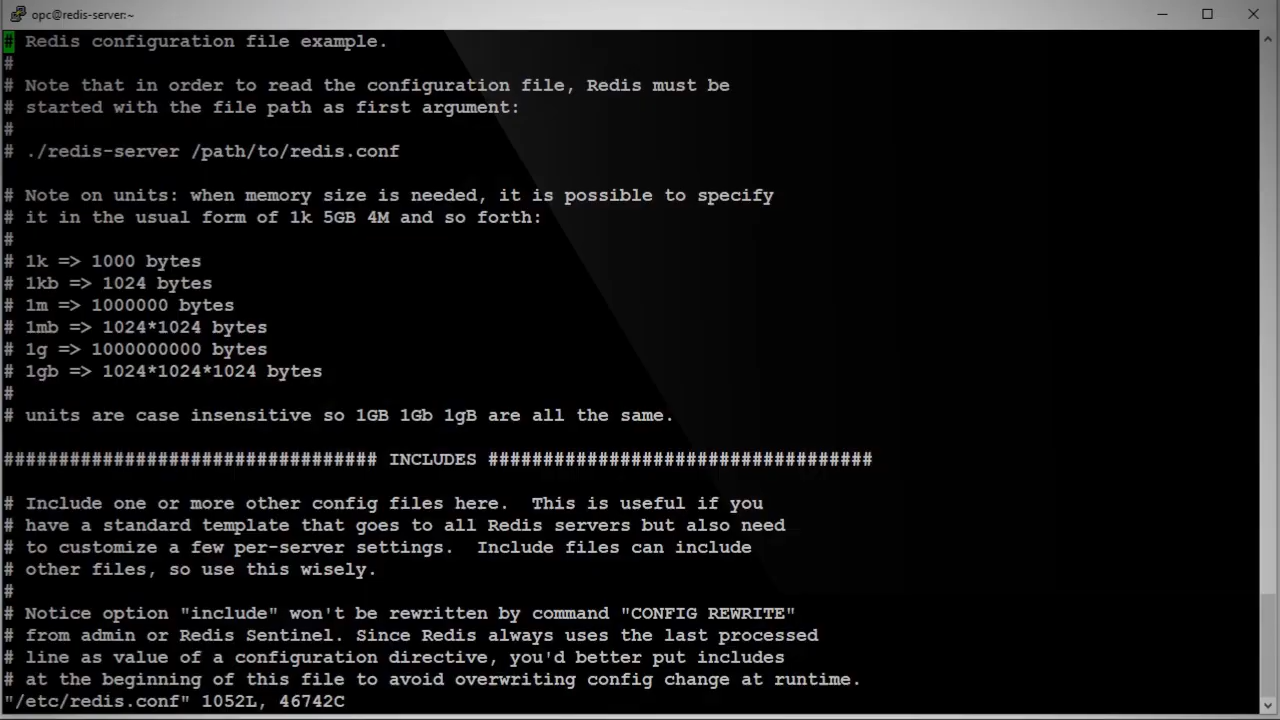 opc@redis-server:~
# Redis configuration file example.
#
# Note that in order to read the configuration file, Redis must be
# started with the file path as first argument:
#
# ./redis-server /path/to/redis.conf
# Note on units: when memory size is needed, it is possible to specify
# it in the usual form of 1k 5GB 4M and so forth:
#
# 1k => 1000 bytes
# 1kb => 1024 bytes
# 1m => 1000000 bytes
# 1mb => 1024*1024 bytes
# 1g => 1000000000 bytes
# 1gb => 1024*1024*1024 bytes
#
# units are case insensitive so 1GB 1Gb 1gB are all the same.
################################## INCLUDES ###################################
# Include one or more other config files here.  This is useful if you
# have a standard template that goes to all Redis servers but also need
# to customize a few per-server settings.  Include files can include
# other files, so use this wisely.
#
# Notice option "include" won't be rewritten by command "CONFIG REWRITE"
# from admin or Redis Sentinel. Since Redis always uses the last processed
# line as value of a configuration directive, you'd better put includes
# at the beginning of this file to avoid overwriting config change at runtime.
"/etc/redis.conf" 1052L, 46742C